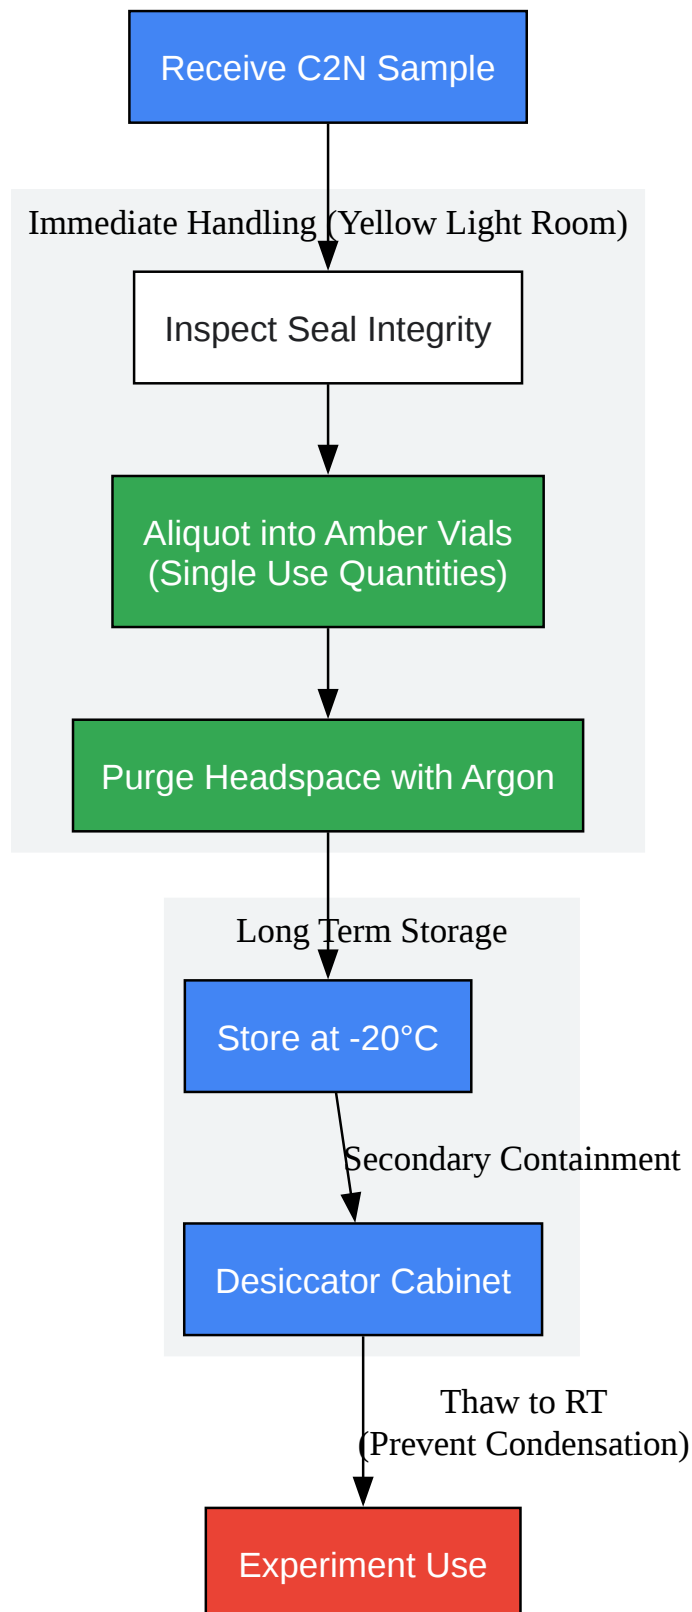 Receive C2N Sample
Immediate Handling (Yellow Light Room)
Inspect Seal Integrity
Aliquot into Amber Vials
(Single Use Quantities)
Purge Headspace with Argon
Long Term Storage
Store at -20°C
Secondary Containment
Desiccator Cabinet
Thaw to RT
(Prevent Condensation)
Experiment Use